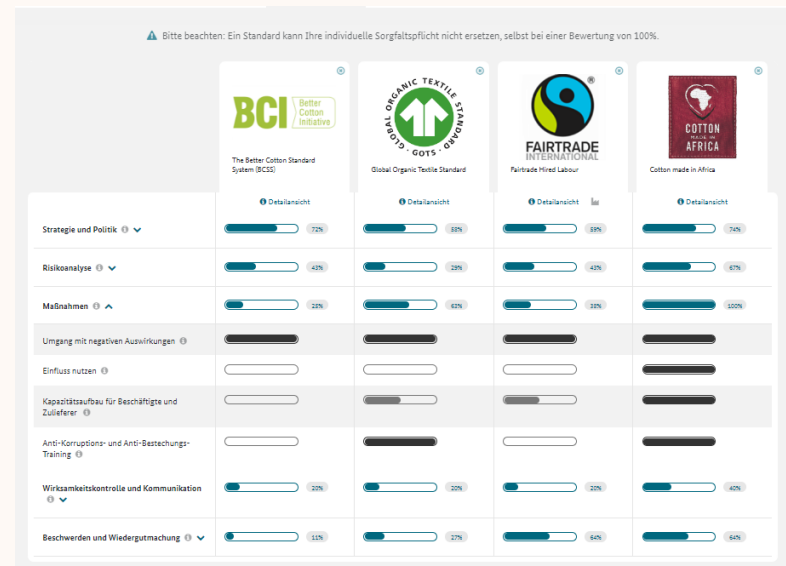 Bitte beachten: Ein Standard kann Ihre individuelle Sorgfaltspflicht nicht ersetzen, selbst bei einer Bewertung von 100%.
BCI Better Cotton Initiative
GLOBAL ORGANIC TEXTILE STANDARD
· GOTS ·
FAIRTRADE
INTERNATIONAL
COTTON
MADE IN
AFRICA
The Better Cotton Standard
System (BCSS)
Global Organic Textile Standard
Fairtrade Hired Labour
Cotton made in Africa
Detailansicht Detailansicht Detailansicht Detailansicht
Strategie und Politik 72% 59% 74%
Risikoanalyse 43% 29% 43% 67%
Maßnahmen 25% 63% 38% 100%
Umgang mit negativen Auswirkungen
Einfluss nutzen
Kapazitätsaufbau für Beschäftigte und
Zulieferer
Anti-Korruptions- und Anti-Bestechungs-
Training
Wirksamkeitskontrolle und Kommunikation 20% 20% 20% 40%
Beschwerden und Wiedergutmachung 11% 27% 64% 64%